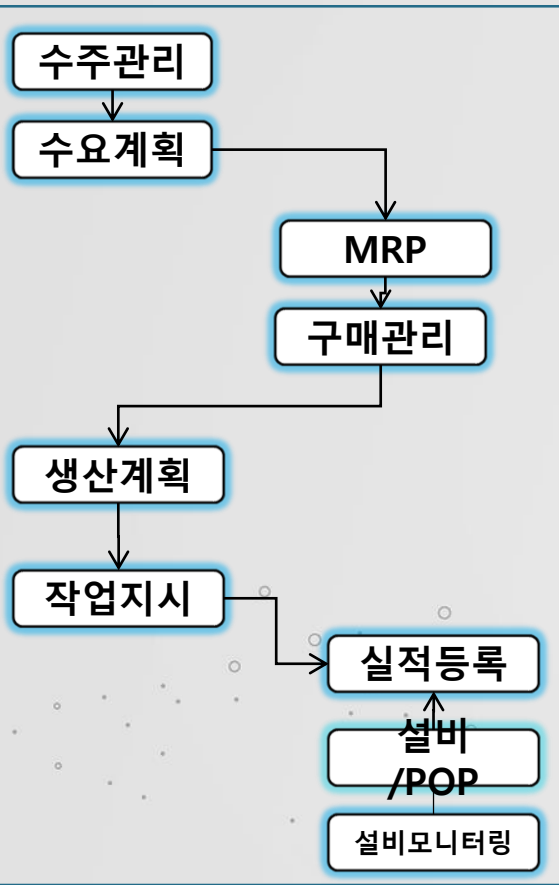 수주관리
수요계획
MRP
구매관리
생산계획
작업지시
실적등록
설비
/POP
설비모니터링